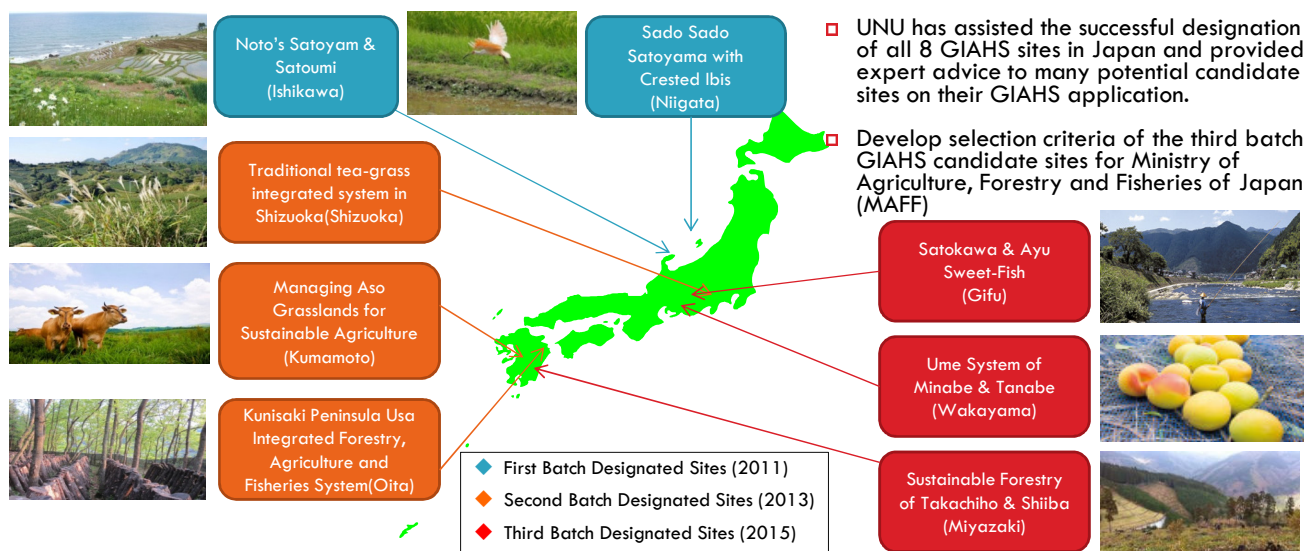 Noto's Satoyam &
Satoumi
(Ishikawa)
Sado Sado
Satoyama with
Crested Ibis
(Niigata)
UNU has assisted the successful designation
of all 8 GIAHS sites in Japan and provided
expert advice to many potential candidate
sites on their GIAHS application.
Develop selection criteria of the third batch
GIAHS candidate sites for Ministry of
Agriculture, Forestry and Fisheries of Japan
(MAFF)
Traditional tea-grass
integrated system in
Shizuoka(Shizuoka)
Managing Aso
Grasslands for
Sustainable Agriculture
(Kumamoto)
Kunisaki Peninsula Usa
Integrated Forestry,
Agriculture and
Fisheries System(Oita)
Satokawa & Ayu
Sweet-Fish
(Gifu)
Ume System of
Minabe & Tanabe
(Wakayama)
Sustainable Forestry
of Takachiho & Shiiba
(Miyazaki)
First Batch Designated Sites (2011)
Second Batch Designated Sites (2013)
Third Batch Designated Sites (2015)